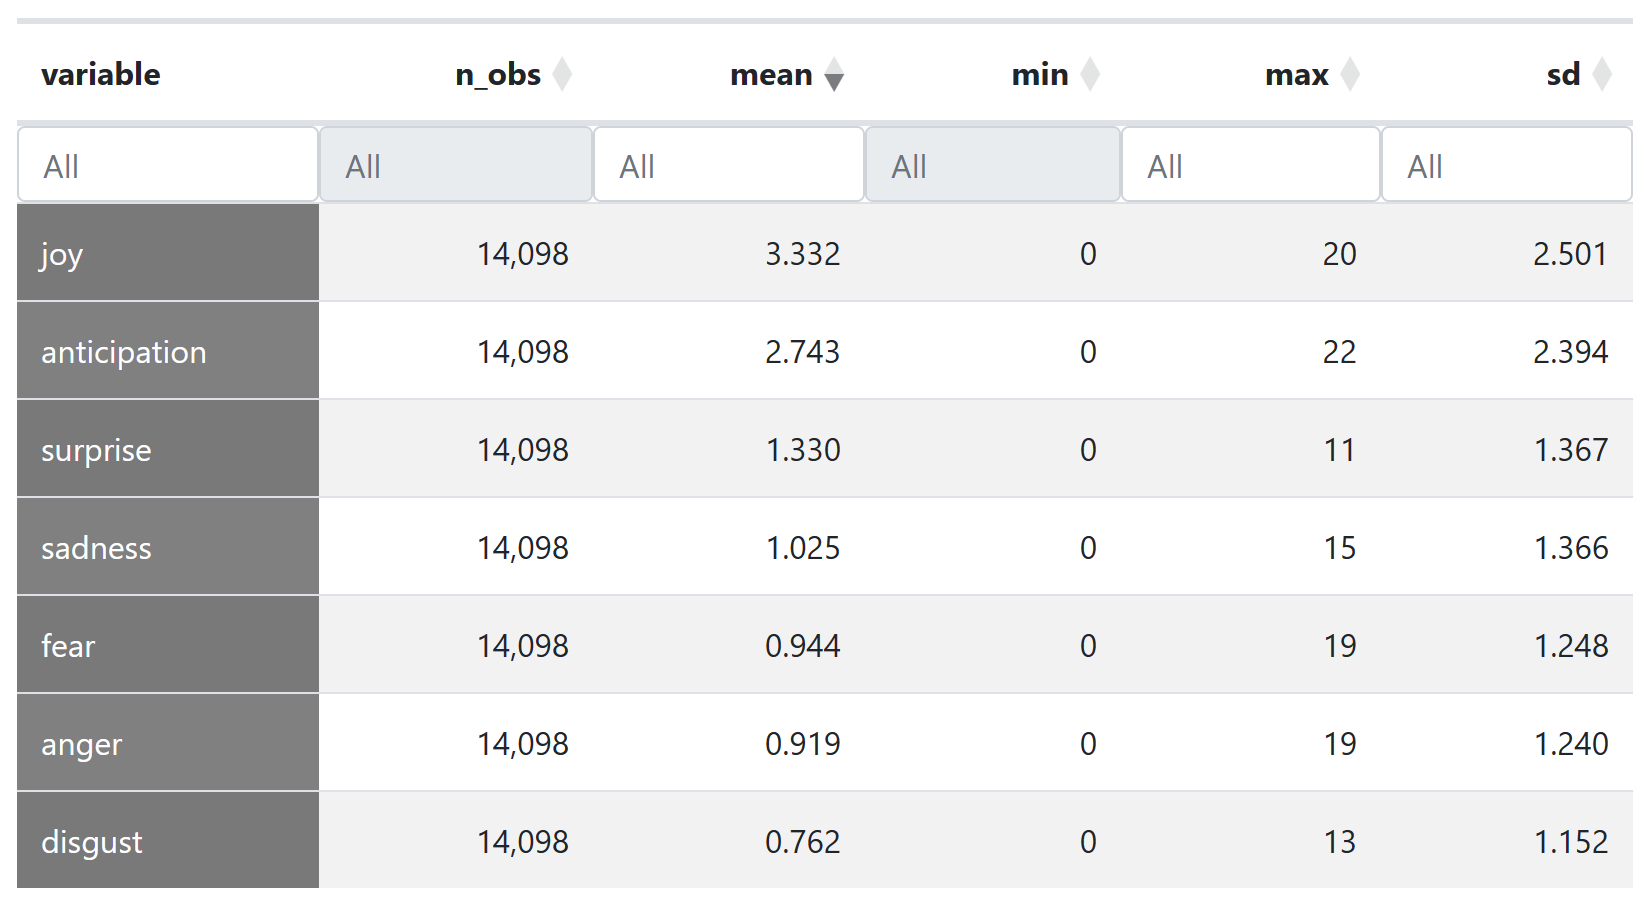 variable n_obs mean min max sd
All All All All All All
joy 14,098 3.332 0 20 2.501
anticipation 14,098 2.743 0 22 2.394
surprise 14,098 1.330 0 11 1.367
sadness 14,098 1.025 0 15 1.366
fear 14,098 0.944 0 19 1.248
anger 14,098 0.919 0 19 1.240
disgust 14,098 0.762 0 13 1.152